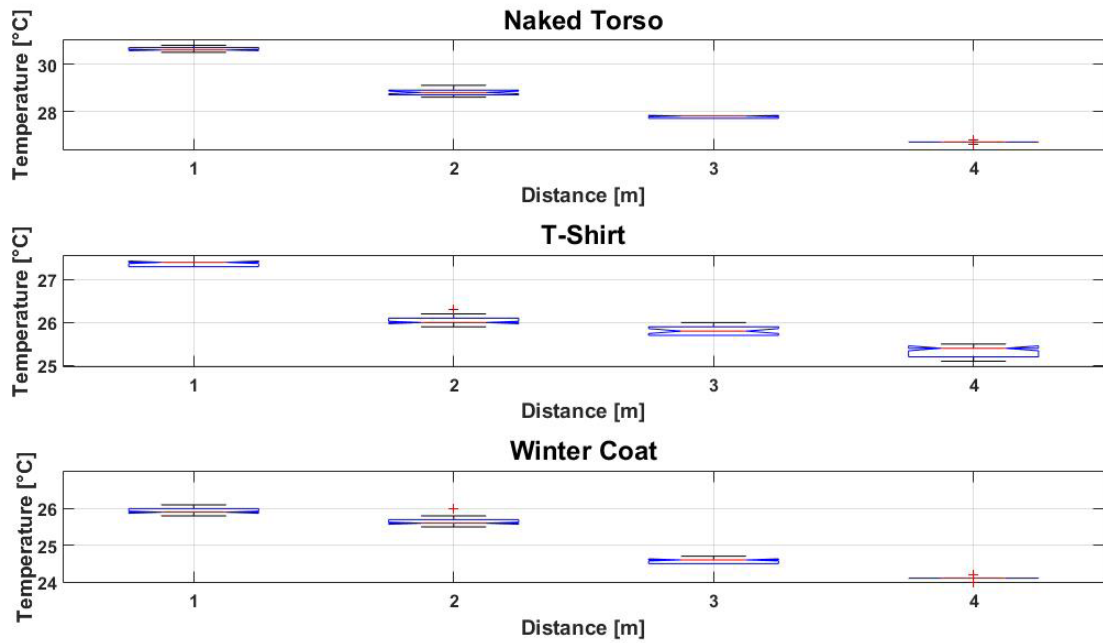 Naked Torso
Temperature [°C]
30
28
1 2 3 4
Distance [m]
T-Shirt
Temperature [°C]
27
26
25
1 2 3 4
Distance [m]
Winter Coat
Temperature [°C]
26
25
24
1 2 3 4
Distance [m]